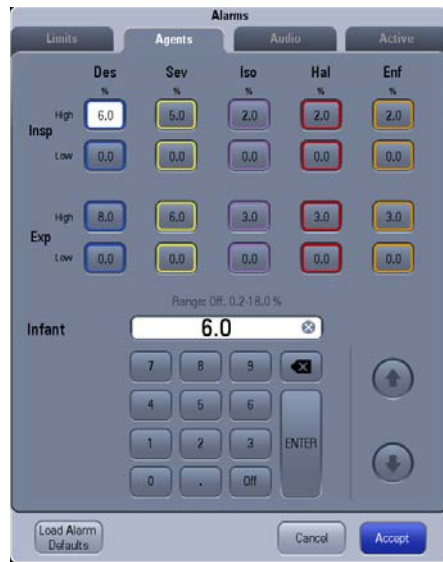 Alarms
Limits Agents Audio Active
Des Sev Iso Hal Enf
% % % % %
High 6.0 5.0 2.0 2.0 2.0
Insp
Low 0.0 0.0 0.0 0.0 0.0
High 8.0 6.0 3.0 3.0 3.0
Exp
Low 0.0 0.0 0.0 0.0 0.0
Range: Off, 0.2-18.0 %
Infant 6.0
7 8 9
4 5 6
1 2 3 ENTER
0 . Off
Load Alarm
Defaults Cancel Accept